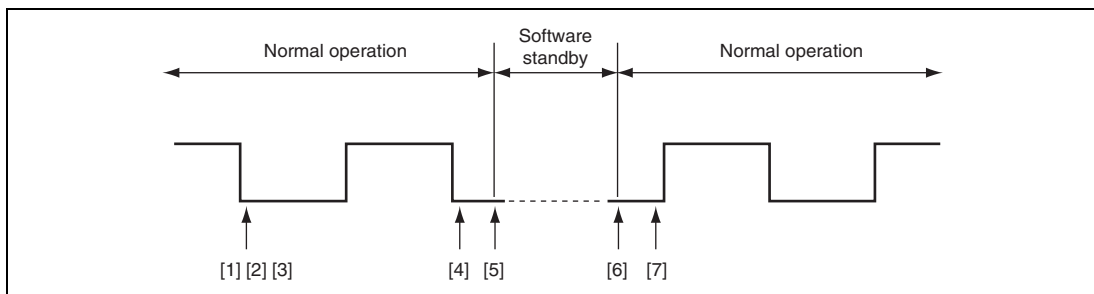 Normal operation
Software
standby
Normal operation
[1] [2] [3]
[4]
[5]
[6]
[7]